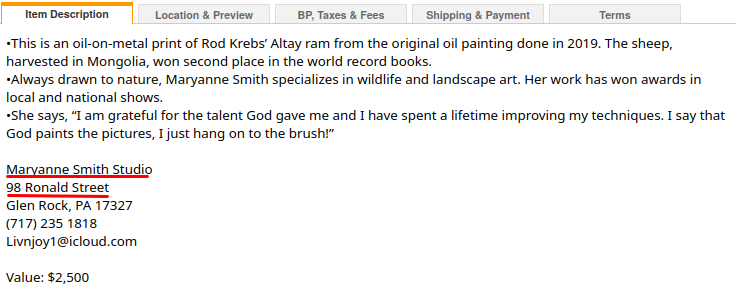 Item Description
Location & Preview
BP, Taxes & Fees
Shipping & Payment
Terms
•This is an oil-on-metal print of Rod Krebs’ Altay ram from the original oil painting done in 2019. The sheep,
harvested in Mongolia, won second place in the world record books.
•Always drawn to nature, Maryanne Smith specializes in wildlife and landscape art. Her work has won awards in
local and national shows.
•She says, “I am grateful for the talent God gave me and I have spent a lifetime improving my techniques. I say that
God paints the pictures, I just hang on to the brush!”
Maryanne Smith Studio
98 Ronald Street
Glen Rock, PA 17327
(717) 235 1818
Livnjoy1@icloud.com
Value: $2,500